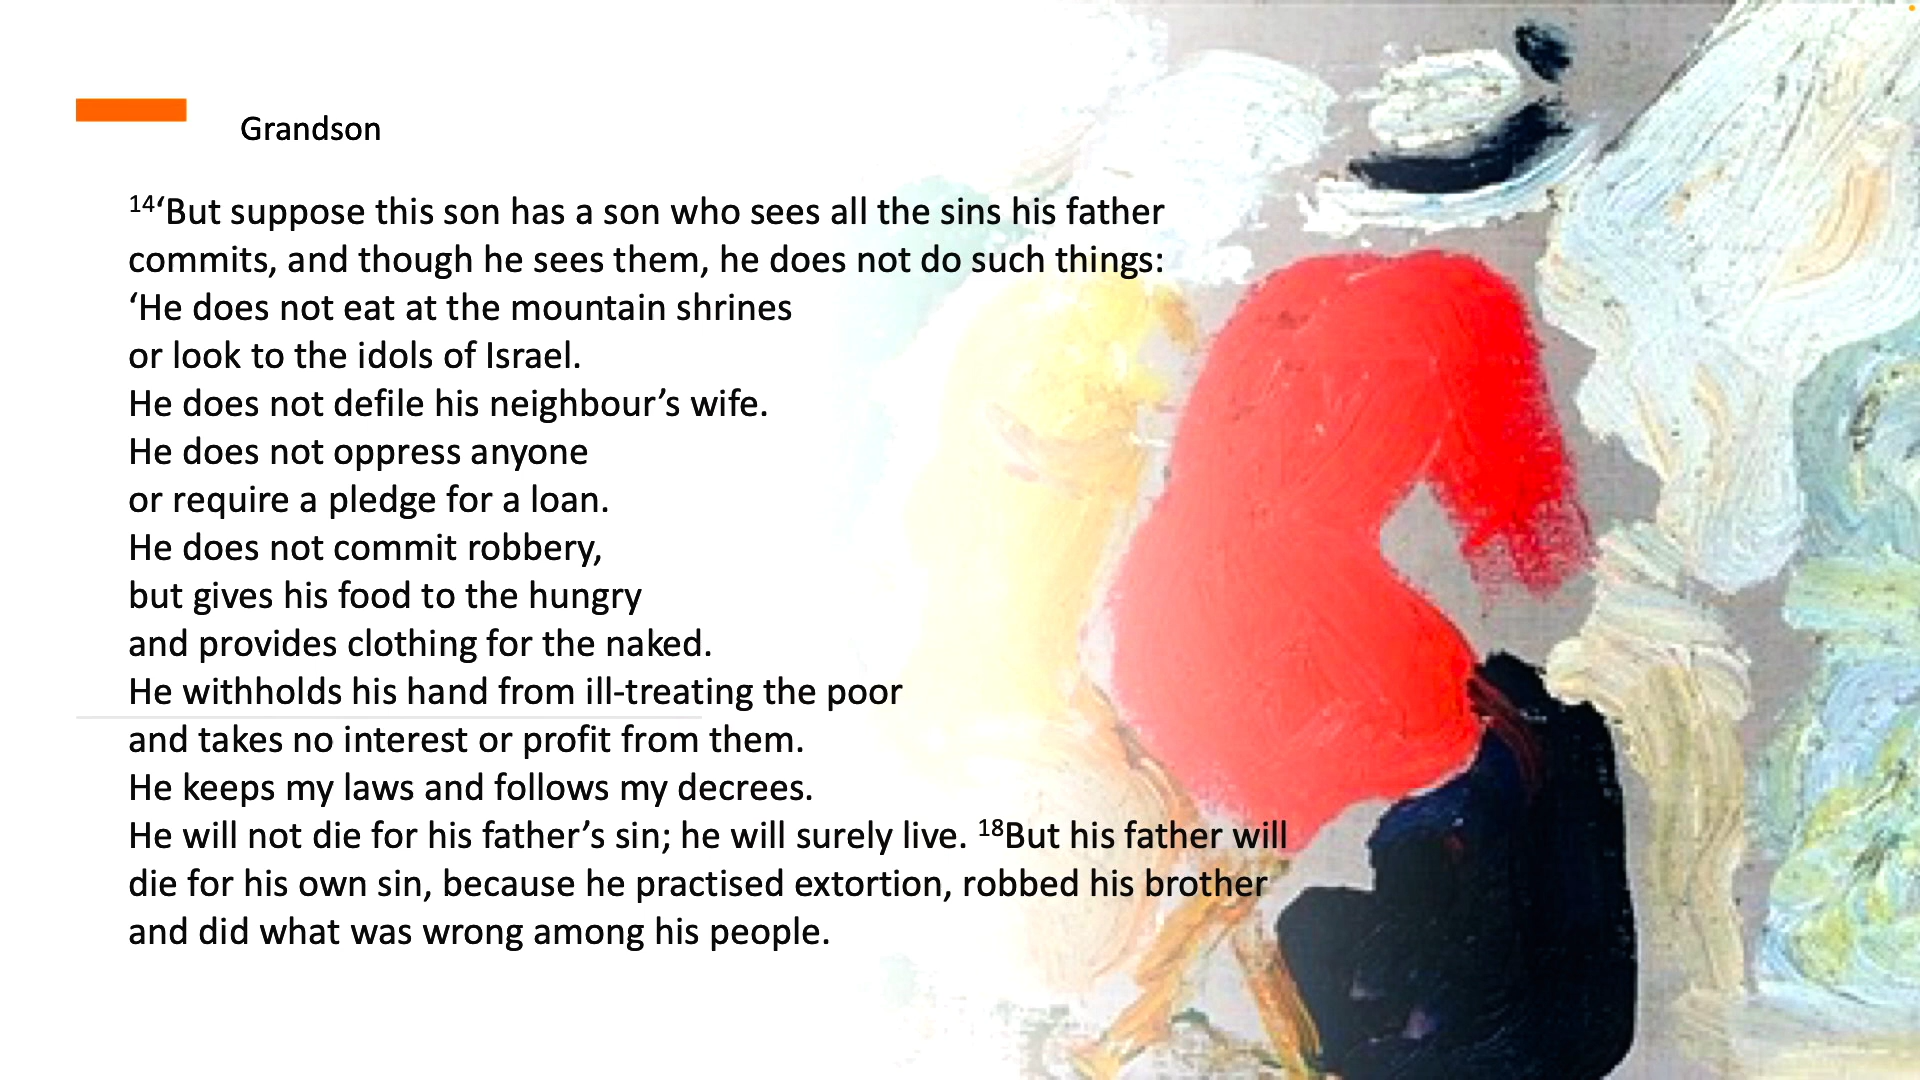 Grandson
¹⁴‘But suppose this son has a son who sees all the sins his father
commits, and though he sees them, he does not do such things:
‘He does not eat at the mountain shrines
or look to the idols of Israel.
He does not defile his neighbour’s wife.
He does not oppress anyone
or require a pledge for a loan.
He does not commit robbery,
but gives his food to the hungry
and provides clothing for the naked.
He withholds his hand from ill-treating the poor
and takes no interest or profit from them.
He keeps my laws and follows my decrees.
He will not die for his father’s sin; he will surely live. ¹⁸But his father will
die for his own sin, because he practised extortion, robbed his brother
and did what was wrong among his people.